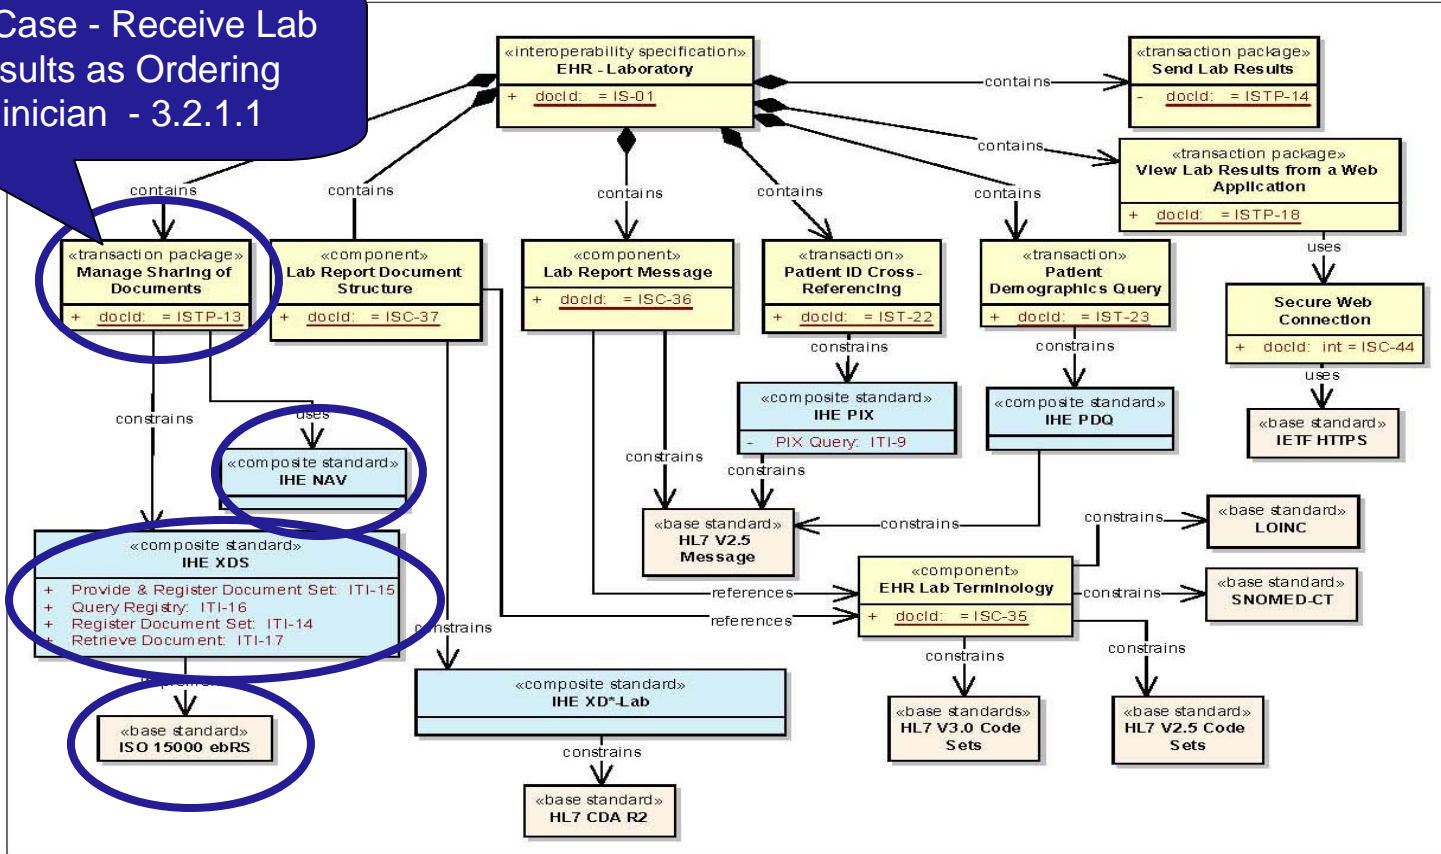 Case - Receive Lab
sults as Ordering
inician - 3.2.1.1
«interoperability specification»
EHR - Laboratory
+ docId: = IS-01
«transaction package»
Send Lab Results
- docId: = ISTP-14
contains
contains
«transaction package»
View Lab Results from a Web
Application
+ docId: = ISTP-18
contains
contains
contains
contains
contains
uses
«transaction package»
Manage Sharing of
Documents
+ docId: = ISTP-13
«component»
Lab Report Document
Structure
+ docId: = ISC-37
«component»
Lab Report Message
+ docId: = ISC-36
«transaction»
Patient ID Cross-
Referencing
+ docId: = IST-22
«transaction»
Patient
Demographics Query
+ docId: = IST-23
Secure Web
Connection
+ docId: int = ISC-44
constrains
constrains
uses
constrains
uses
«composite standard»
IHE PIX
- PIX Query: ITI-9
«composite standard»
IHE PDQ
«base standard»
IETF HTTPS
«composite standard»
IHE NAV
constrains
constrains
«base standard»
HL7 V2.5
Message
constrains
constrains
«base standard»
LOINC
«composite standard»
IHE XDS
+ Provide & Register Document Set: ITI-15
+ Query Registry: ITI-16
+ Register Document Set: ITI-14
+ Retrieve Document: ITI-17
«component»
EHR Lab Terminology
+ docId: = ISC-35
references
references
constrains
«base standard»
SNOMED-CT
constrains
constrains
constrains
«composite standard»
IHE XD*-Lab
«base standards»
HL7 V3.0 Code
Sets
«base standard»
HL7 V2.5 Code
Sets
«base standard»
ISO 15000 ebRS
constrains
«base standard»
HL7 CDA R2